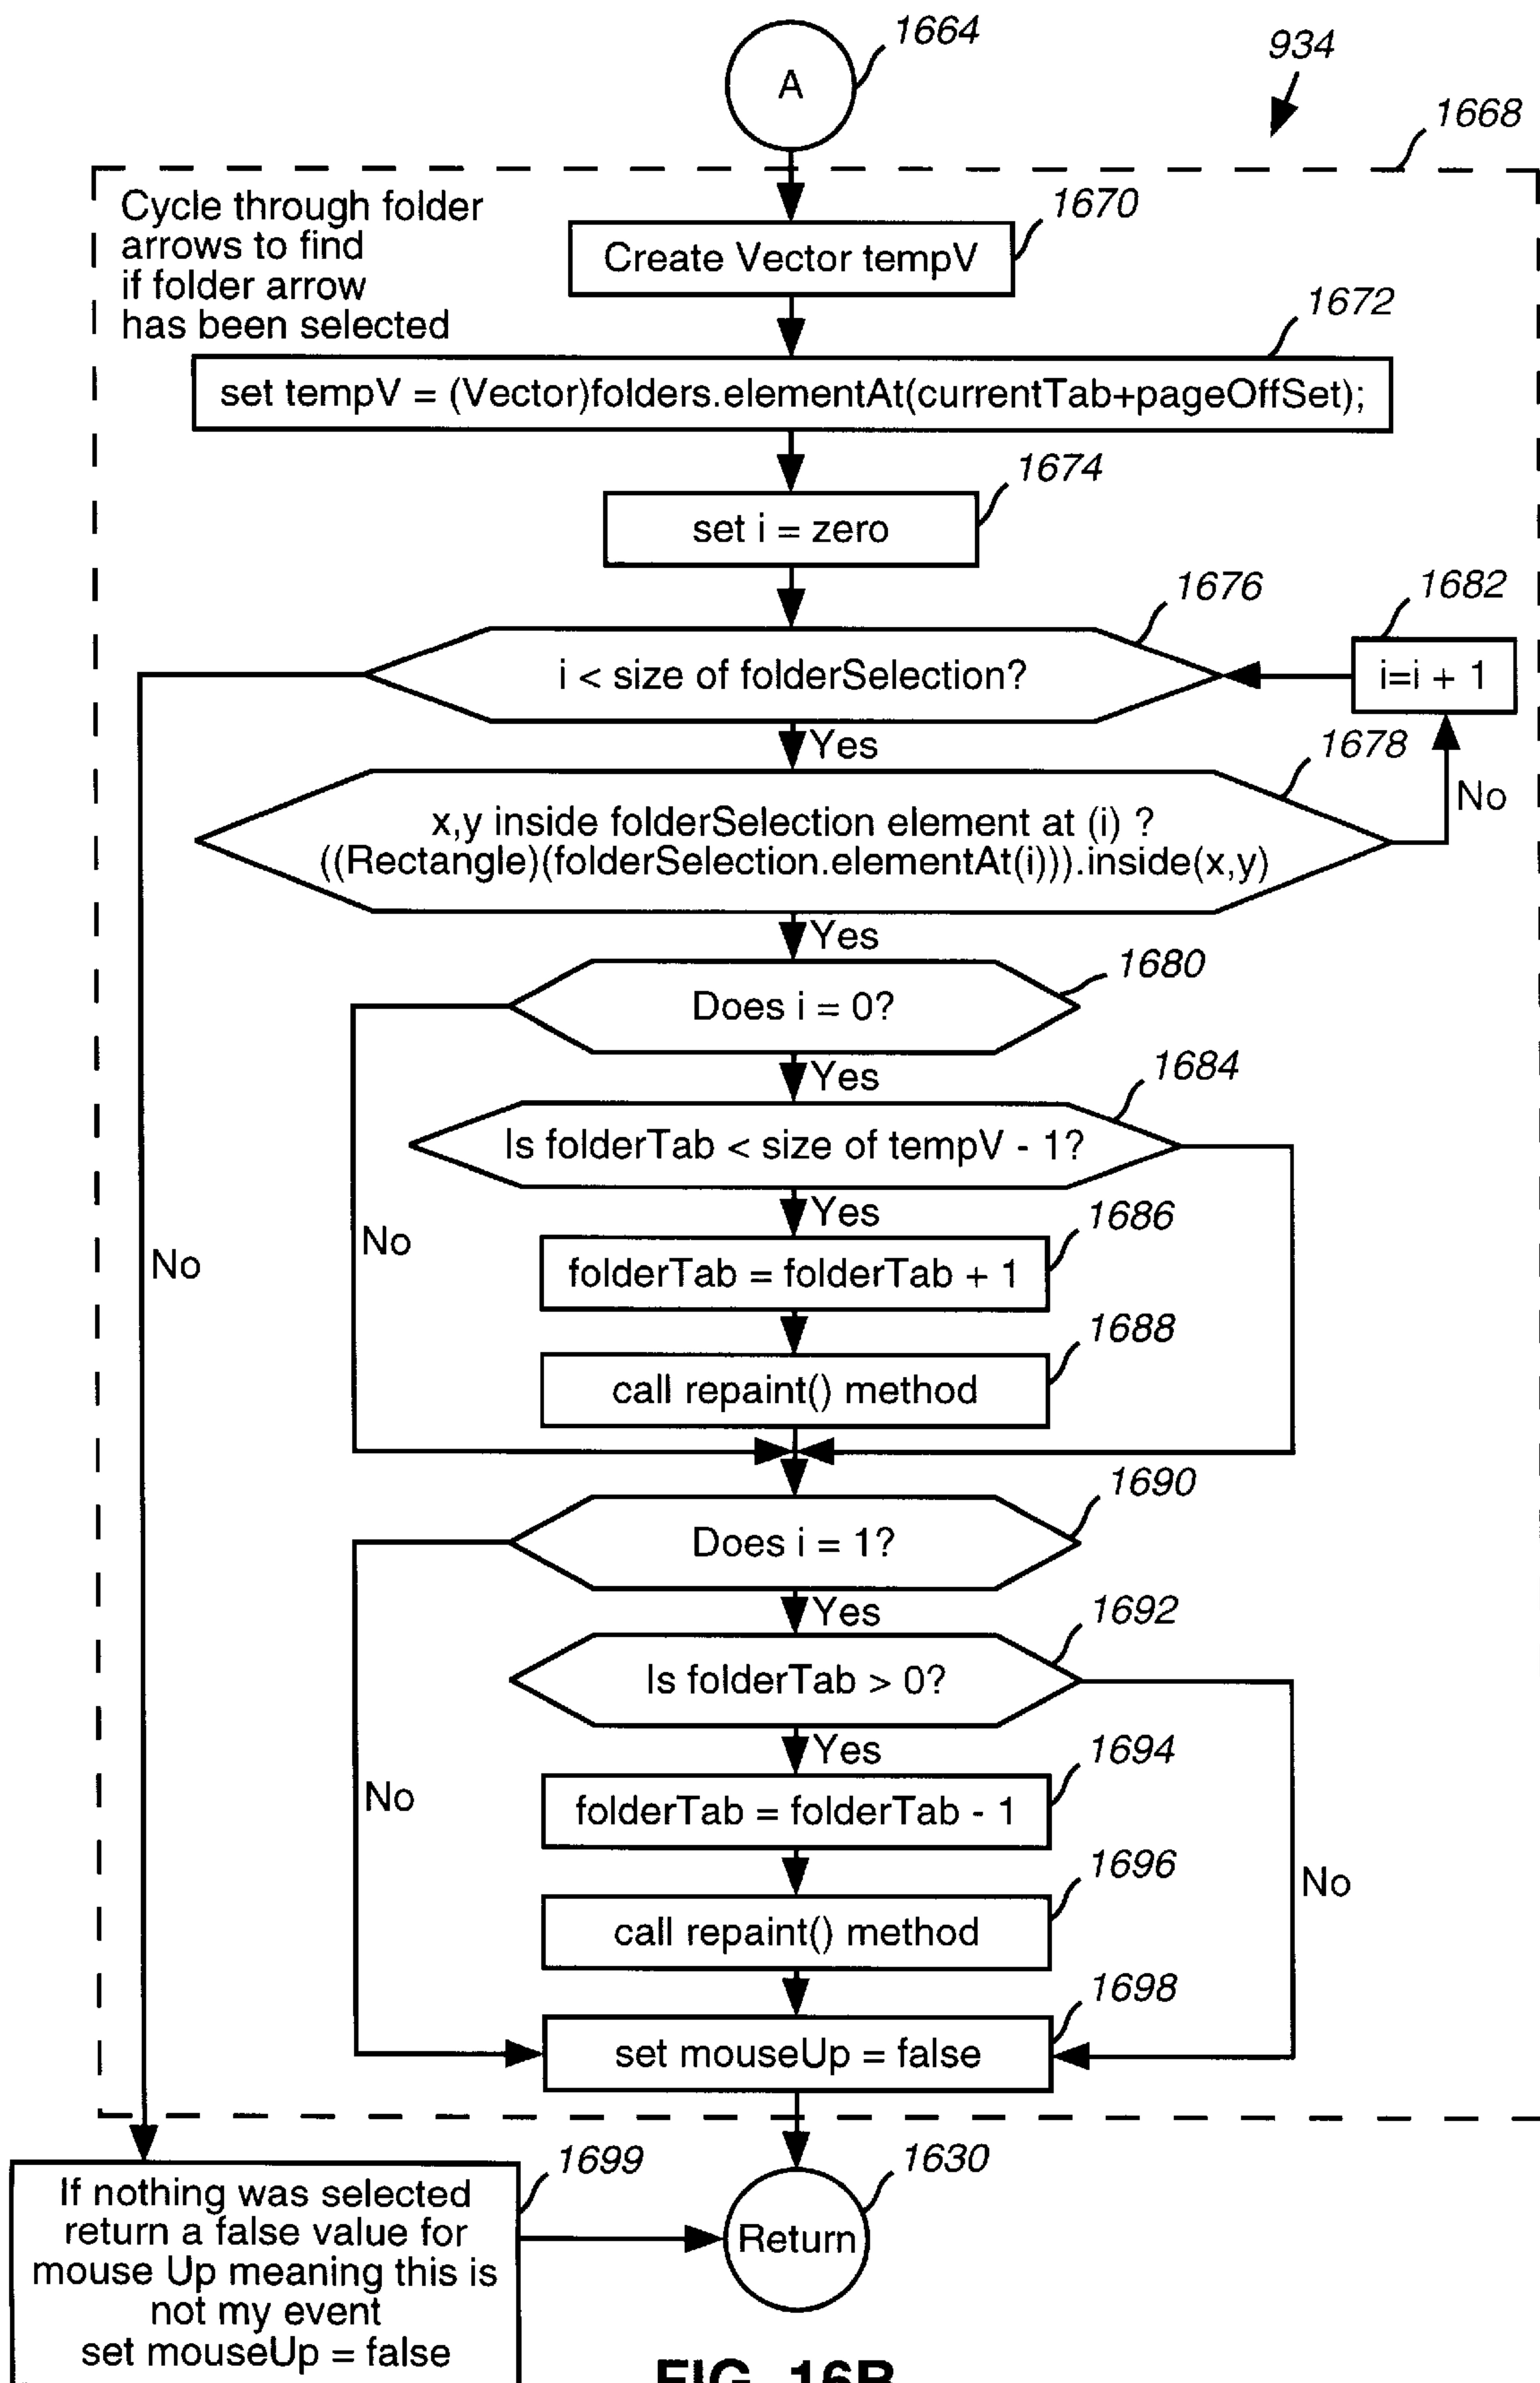 1664
A
934
1668
Cycle through folder
arrows to find
if folder arrow
has been selected
1670
Create Vector tempV
1672
set tempV = (Vector)folders.elementAt(currentTab+pageOffSet);
1674
set i = zero
1676
1682
i < size of folderSelection?
i=i + 1
Yes
1678
No
x,y inside folderSelection element at (i) ?
((Rectangle)(folderSelection.elementAt(i))).inside(x,y)
Yes
1680
Does i = 0?
Yes
1684
Is folderTab < size of tempV - 1?
Yes
1686
No
No
folderTab = folderTab + 1
1688
call repaint() method
1690
Does i = 1?
Yes
1692
Is folderTab > 0?
Yes
1694
No
folderTab = folderTab - 1
1696
No
call repaint() method
1698
set mouseUp = false
1699
1630
If nothing was selected
return a false value for
mouse Up meaning this is
not my event
set mouseUp = false
Return
FIG. 16B